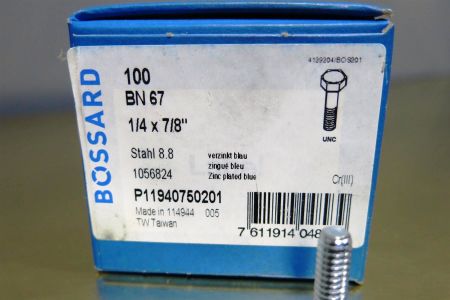 BOSSARD
100
BN 67
1/4 x 7/8"
4129204/BOS201
UNC
Stahl 8.8
1056824
verzinkt blau
zingué bleu
Zinc plated blue
Cr(III)
P11940750201
Made in 114944 005
TW Taiwan
7 611914 048